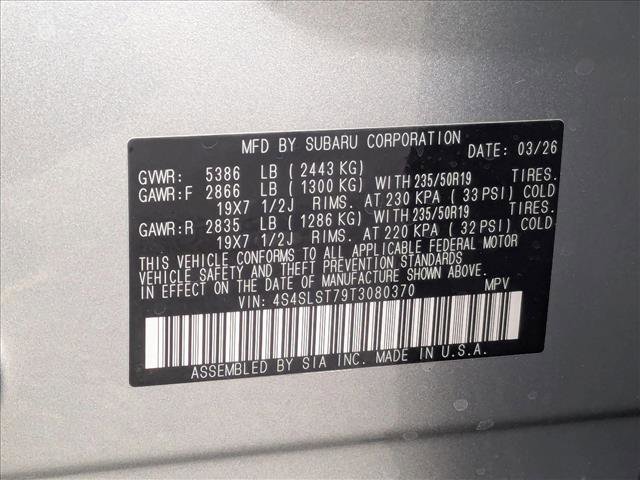 MFD BY SUBARU CORPORATION DATE: 03/26
GVWR: 5386 LB (2443 KG)
GAWR:F 2866 LB (1300 KG) WITH 235/50R19 TIRES.
19X7 1/2J RIMS. AT 230 KPA (33 PSI) COLD
GAWR:R 2835 LB (1286 KG) WITH 235/50R19 TIRES.
19X7 1/2J RIMS. AT 220 KPA (32 PSI) COLD
THIS VEHICLE CONFORMS TO ALL APPLICABLE FEDERAL MOTOR
VEHICLE SAFETY AND THEFT PREVENTION STANDARDS
IN EFFECT ON THE DATE OF MANUFACTURE SHOWN ABOVE.
VIN: 4S4SLST79T3080370 MPV
ASSEMBLED BY SIA INC. MADE IN U.S.A.